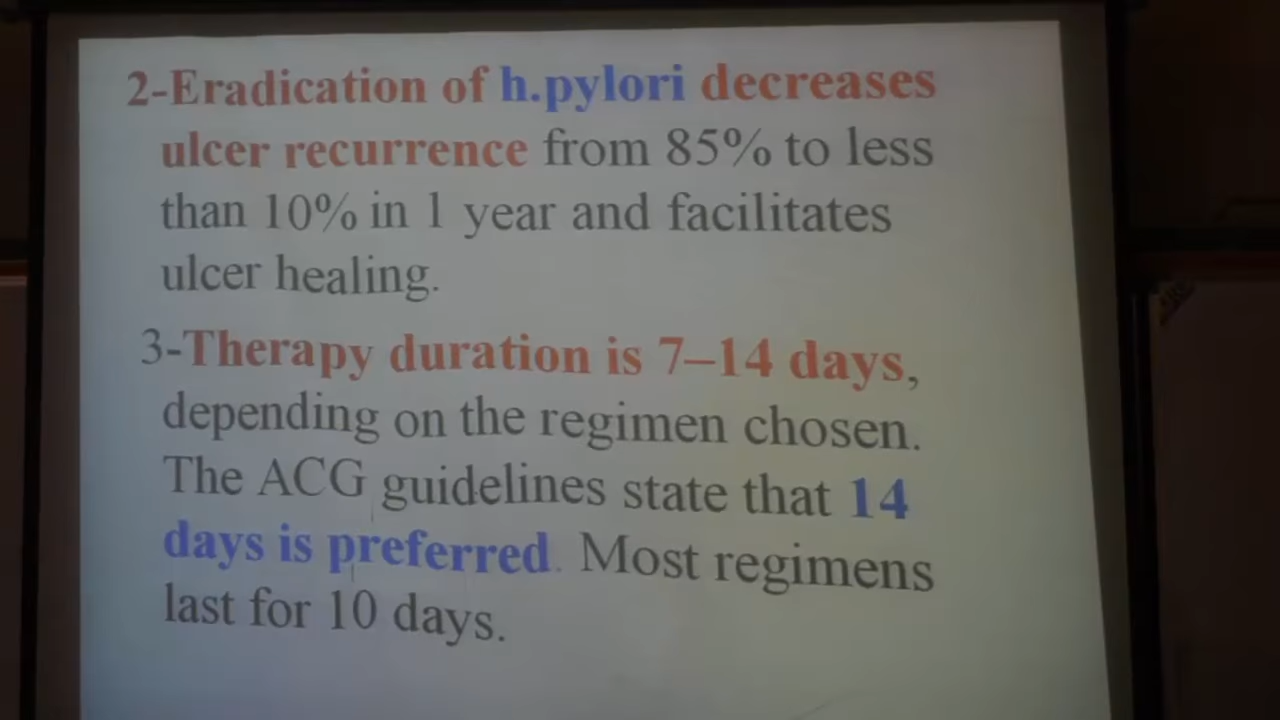 2-Eradication of h.pylori decreases
ulcer recurrence from 85% to less
than 10% in 1 year and facilitates
ulcer healing.
3-Therapy duration is 7–14 days,
depending on the regimen chosen.
The ACG guidelines state that 14
days is preferred. Most regimens
last for 10 days.